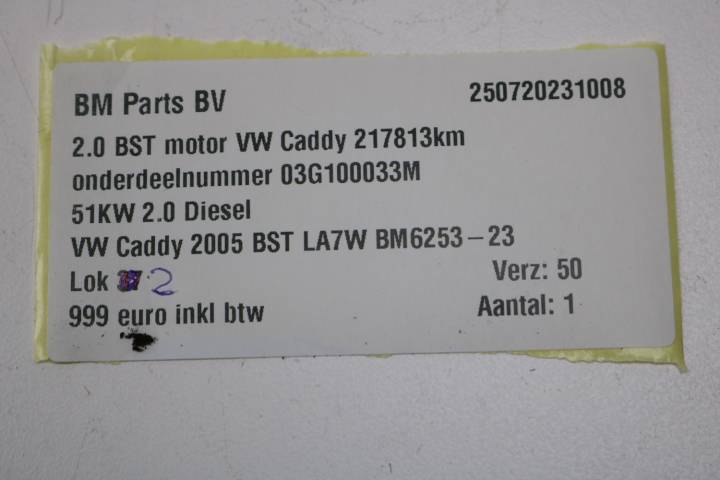 BM Parts BV 250720231008
2.0 BST motor VW Caddy 217813km
onderdeelnummer 03G100033M
51KW 2.0 Diesel
VW Caddy 2005 BST LA7W BM6253-23
Lok 2 Verz: 50
999 euro inkl btw Aantal: 1